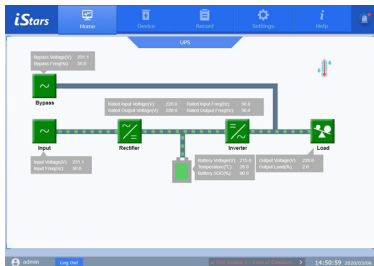 iStars
Home
Device
Record
Settings
Help
UPS
Bypass Voltage(V) 231.1
Bypass Freq(Hz) 50.0
Bypass
Rated Input Voltage(V) 220.0 Rated Input Freq(Hz) 50.0
Rated Output Voltage(V) 220.0 Rated Output Freq(Hz) 50.0
Input
Rectifier
Inverter
Load
Input Voltage(V) 231.1
Input Freq(Hz) 50.0
Battery Voltage(V) 215.0
Temperature(°C) 20.0
Battery SOC(%) 90.0
Output Voltage(V) 220.0
Output Load(%) 2.0
admin
Log Out
14:50:59 2020/03/06